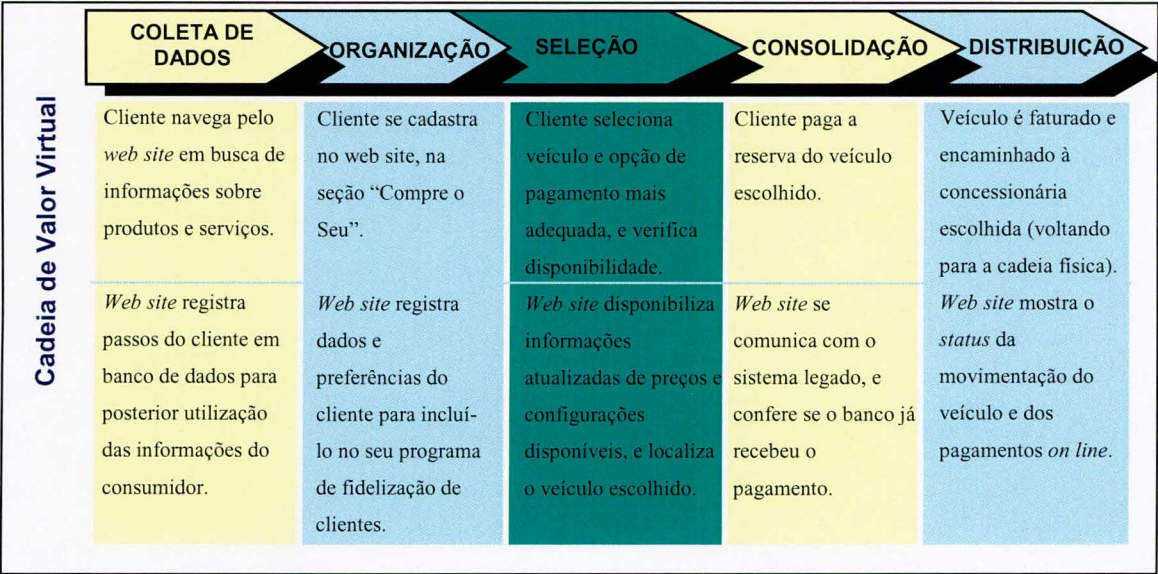 COLETA DE
DADOS
ORGANIZAÇÃO
SELEÇÃO
CONSOLIDAÇÃO
DISTRIBUIÇÃO
Cadeia de Valor Virtual
Cliente navega pelo
web site em busca de
informações sobre
produtos e serviços.
Cliente se cadastra
no web site, na
seção “Compre o
Seu”.
Cliente seleciona
veículo e opção de
pagamento mais
adequada, e verifica
disponibilidade.
Cliente paga a
reserva do veículo
escolhido.
Veículo é faturado e
encaminhado à
concessionária
escolhida (voltando
para a cadeia física).
Web site registra
passos do cliente em
banco de dados para
posterior utilização
das informações do
consumidor.
Web site registra
dados e
preferências do
cliente para incluí-
lo no seu programa
de fidelização de
clientes.
Web site disponibiliza
informações
atualizadas de preços e
configurações
disponíveis, e localiza
o veículo escolhido.
Web site se
comunica com o
sistema legado, e
confere se o banco já
recebeu o
pagamento.
Web site mostra o
status da
movimentação do
veículo e dos
pagamentos on line.